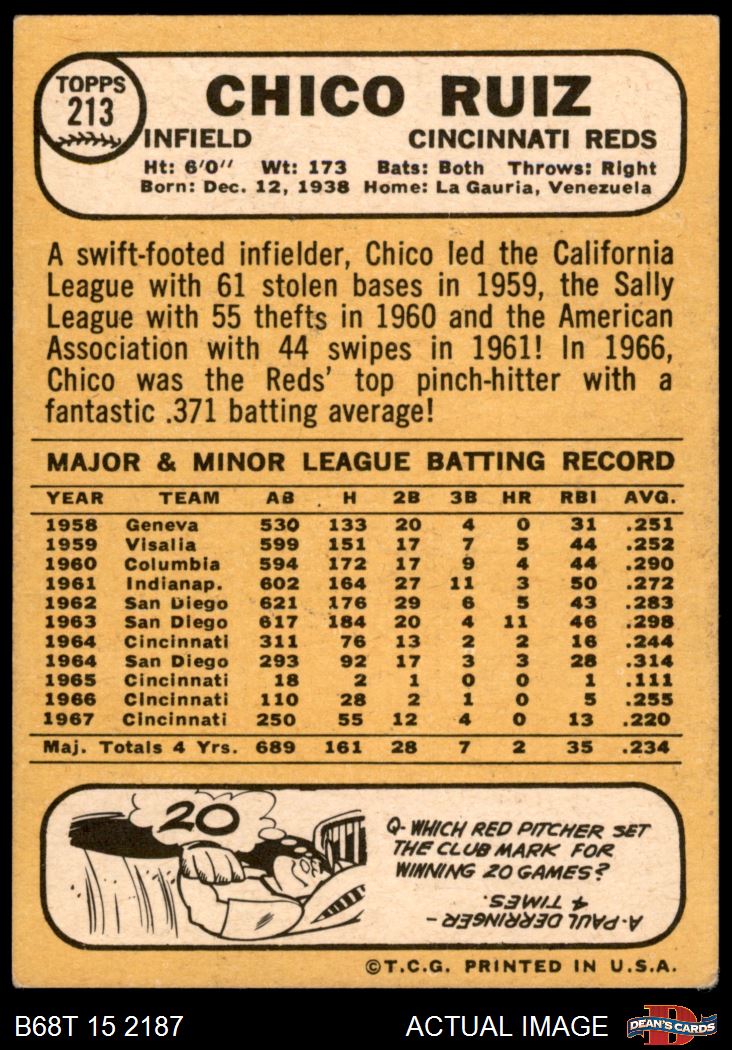 TOPPS
213
CHICO RUIZ
INFIELD CINCINNATI REDS
Ht: 6'0" Wt: 173 Bats: Both Throws: Right
Born: Dec. 12, 1938 Home: La Gauria, Venezuela
A swift-footed infielder, Chico led the California
League with 61 stolen bases in 1959, the Sally
League with 55 thefts in 1960 and the American
Association with 44 swipes in 1961! In 1966,
Chico was the Reds' top pinch-hitter with a
fantastic .371 batting average!
MAJOR & MINOR LEAGUE BATTING RECORD
YEAR TEAM AB H 2B 3B HR RBI AVG.
1958 Geneva 530 133 20 4 0 31 .251
1959 Visalia 599 151 17 7 5 44 .252
1960 Columbia 594 172 17 9 4 44 .290
1961 Indianap. 602 164 27 11 3 50 .272
1962 San Diego 621 176 29 6 5 43 .283
1963 San Diego 617 184 20 4 11 46 .298
1964 Cincinnati 311 76 13 2 2 16 .244
1964 San Diego 293 92 17 3 3 28 .314
1965 Cincinnati 18 2 1 0 0 1 .111
1966 Cincinnati 110 28 2 1 0 5 .255
1967 Cincinnati 250 55 12 4 0 13 .220
Maj. Totals 4 Yrs. 689 161 28 7 2 35 .234
20
Q-WHICH RED PITCHER SET
THE CLUB MARK FOR
WINNING 20 GAMES?
A-PAUL DERRINGER -
4 TIMES.
©T.C.G. PRINTED IN U.S.A.
B68T 15 2187 ACTUAL IMAGE DEAN'S CARDS